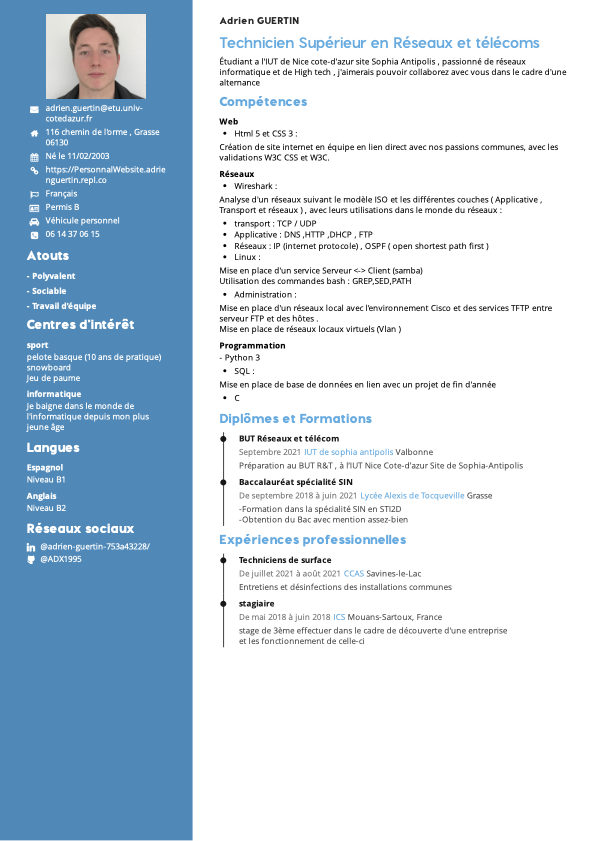 adrien.guertin@etu.univ-
cotedazur.fr
116 chemin de l'orme , Grasse
06130
Né le 11/02/2003
https://PersonnalWebsite.adrie
nguertin.repl.co
Français
Permis B
Véhicule personnel
06 14 37 06 15
Atouts
- Polyvalent
- Sociable
- Travail d'équipe
Centres d'intérêt
sport
pelote basque (10 ans de pratique)
snowboard
Jeu de paume
informatique
je baigne dans le monde de
l'informatique depuis mon plus
jeune âge
Langues
Espagnol
Niveau B1
Anglais
Niveau B2
Réseaux sociaux
@adrien-guertin-753a43228/
@ADX1995
Adrien GUERTIN
Technicien Supérieur en Réseaux et télécoms
Étudiant a l'IUT de Nice cote-d'azur site Sophia Antipolis , passionné de réseaux
informatique et de High tech , j'aimerais pouvoir collaborez avec vous dans le cadre d'une
alternance
Compétences
Web
• Html 5 et CSS 3 :
Création de site internet en équipe en lien direct avec nos passions communes, avec les
validations W3C CSS et W3C.
Réseaux
• Wireshark :
Analyse d'un réseaux suivant le modèle ISO et les différentes couches ( Applicative ,
Transport et réseaux ) , avec leurs utilisations dans le monde du réseaux :
• transport : TCP / UDP
• Applicative : DNS ,HTTP ,DHCP , FTP
• Réseaux : IP (internet protocole) , OSPF ( open shortest path first )
• Linux :
Mise en place d'un service Serveur <-> Client (samba)
Utilisation des commandes bash : GREP,SED,PATH
• Administration :
Mise en place d'un réseaux local avec l'environnement Cisco et des services TFTP entre
serveur FTP et des hôtes .
Mise en place de réseaux locaux virtuels (Vlan )
Programmation
- Python 3
• SQL :
Mise en place de base de données en lien avec un projet de fin d'année
• C
Diplômes et Formations
BUT Réseaux et télécom
Septembre 2021 IUT de sophia antipolis Valbonne
Préparation au BUT R&T , à l'IUT Nice Cote-d'azur Site de Sophia-Antipolis
Baccalauréat spécialité SIN
De septembre 2018 à juin 2021 Lycée Alexis de Tocqueville Grasse
-Formation dans la spécialité SIN en STI2D
-Obtention du Bac avec mention assez-bien
Expériences professionnelles
Techniciens de surface
De juillet 2021 à août 2021 CCAS Savines-le-Lac
Entretiens et désinfections des installations communes
stagiaire
De mai 2018 à juin 2018 ICS Mouans-Sartoux, France
stage de 3ème effectuer dans le cadre de découverte d'une entreprise
et les fonctionnement de celle-ci